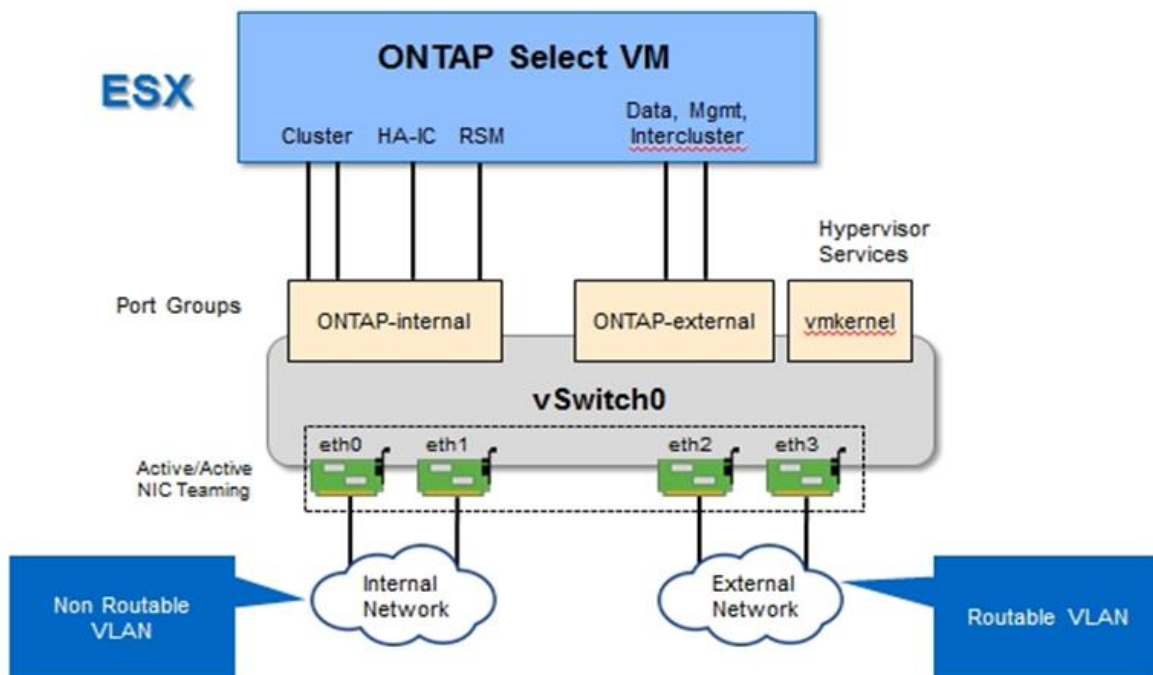 ONTAP Select VM
ESX
Data, Mgmt,
Intercluster
Cluster
HA-IC
RSM
Hypervisor
Services
Port Groups
ONTAP-internal
ONTAP-external
vmkernel
vSwitch0
eth0
eth1
eth2
eth3
Active/Active
NIC Teaming
Internal
Network
External
Network
Non Routable
VLAN
Routable VLAN